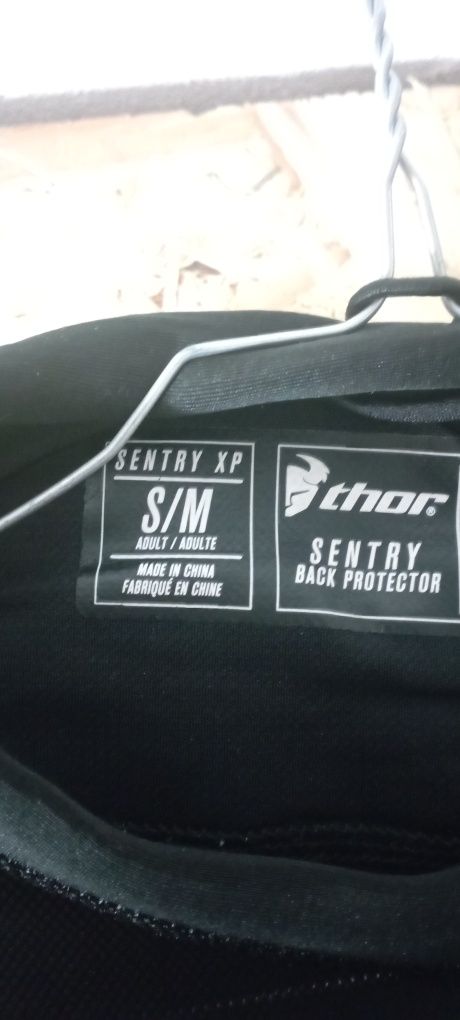 SENTRY XP
S/M
ADULT / ADULTE
MADE IN CHINA
FABRIQUÉ EN CHINE
thor®
SENTRY
BACK PROTECTOR